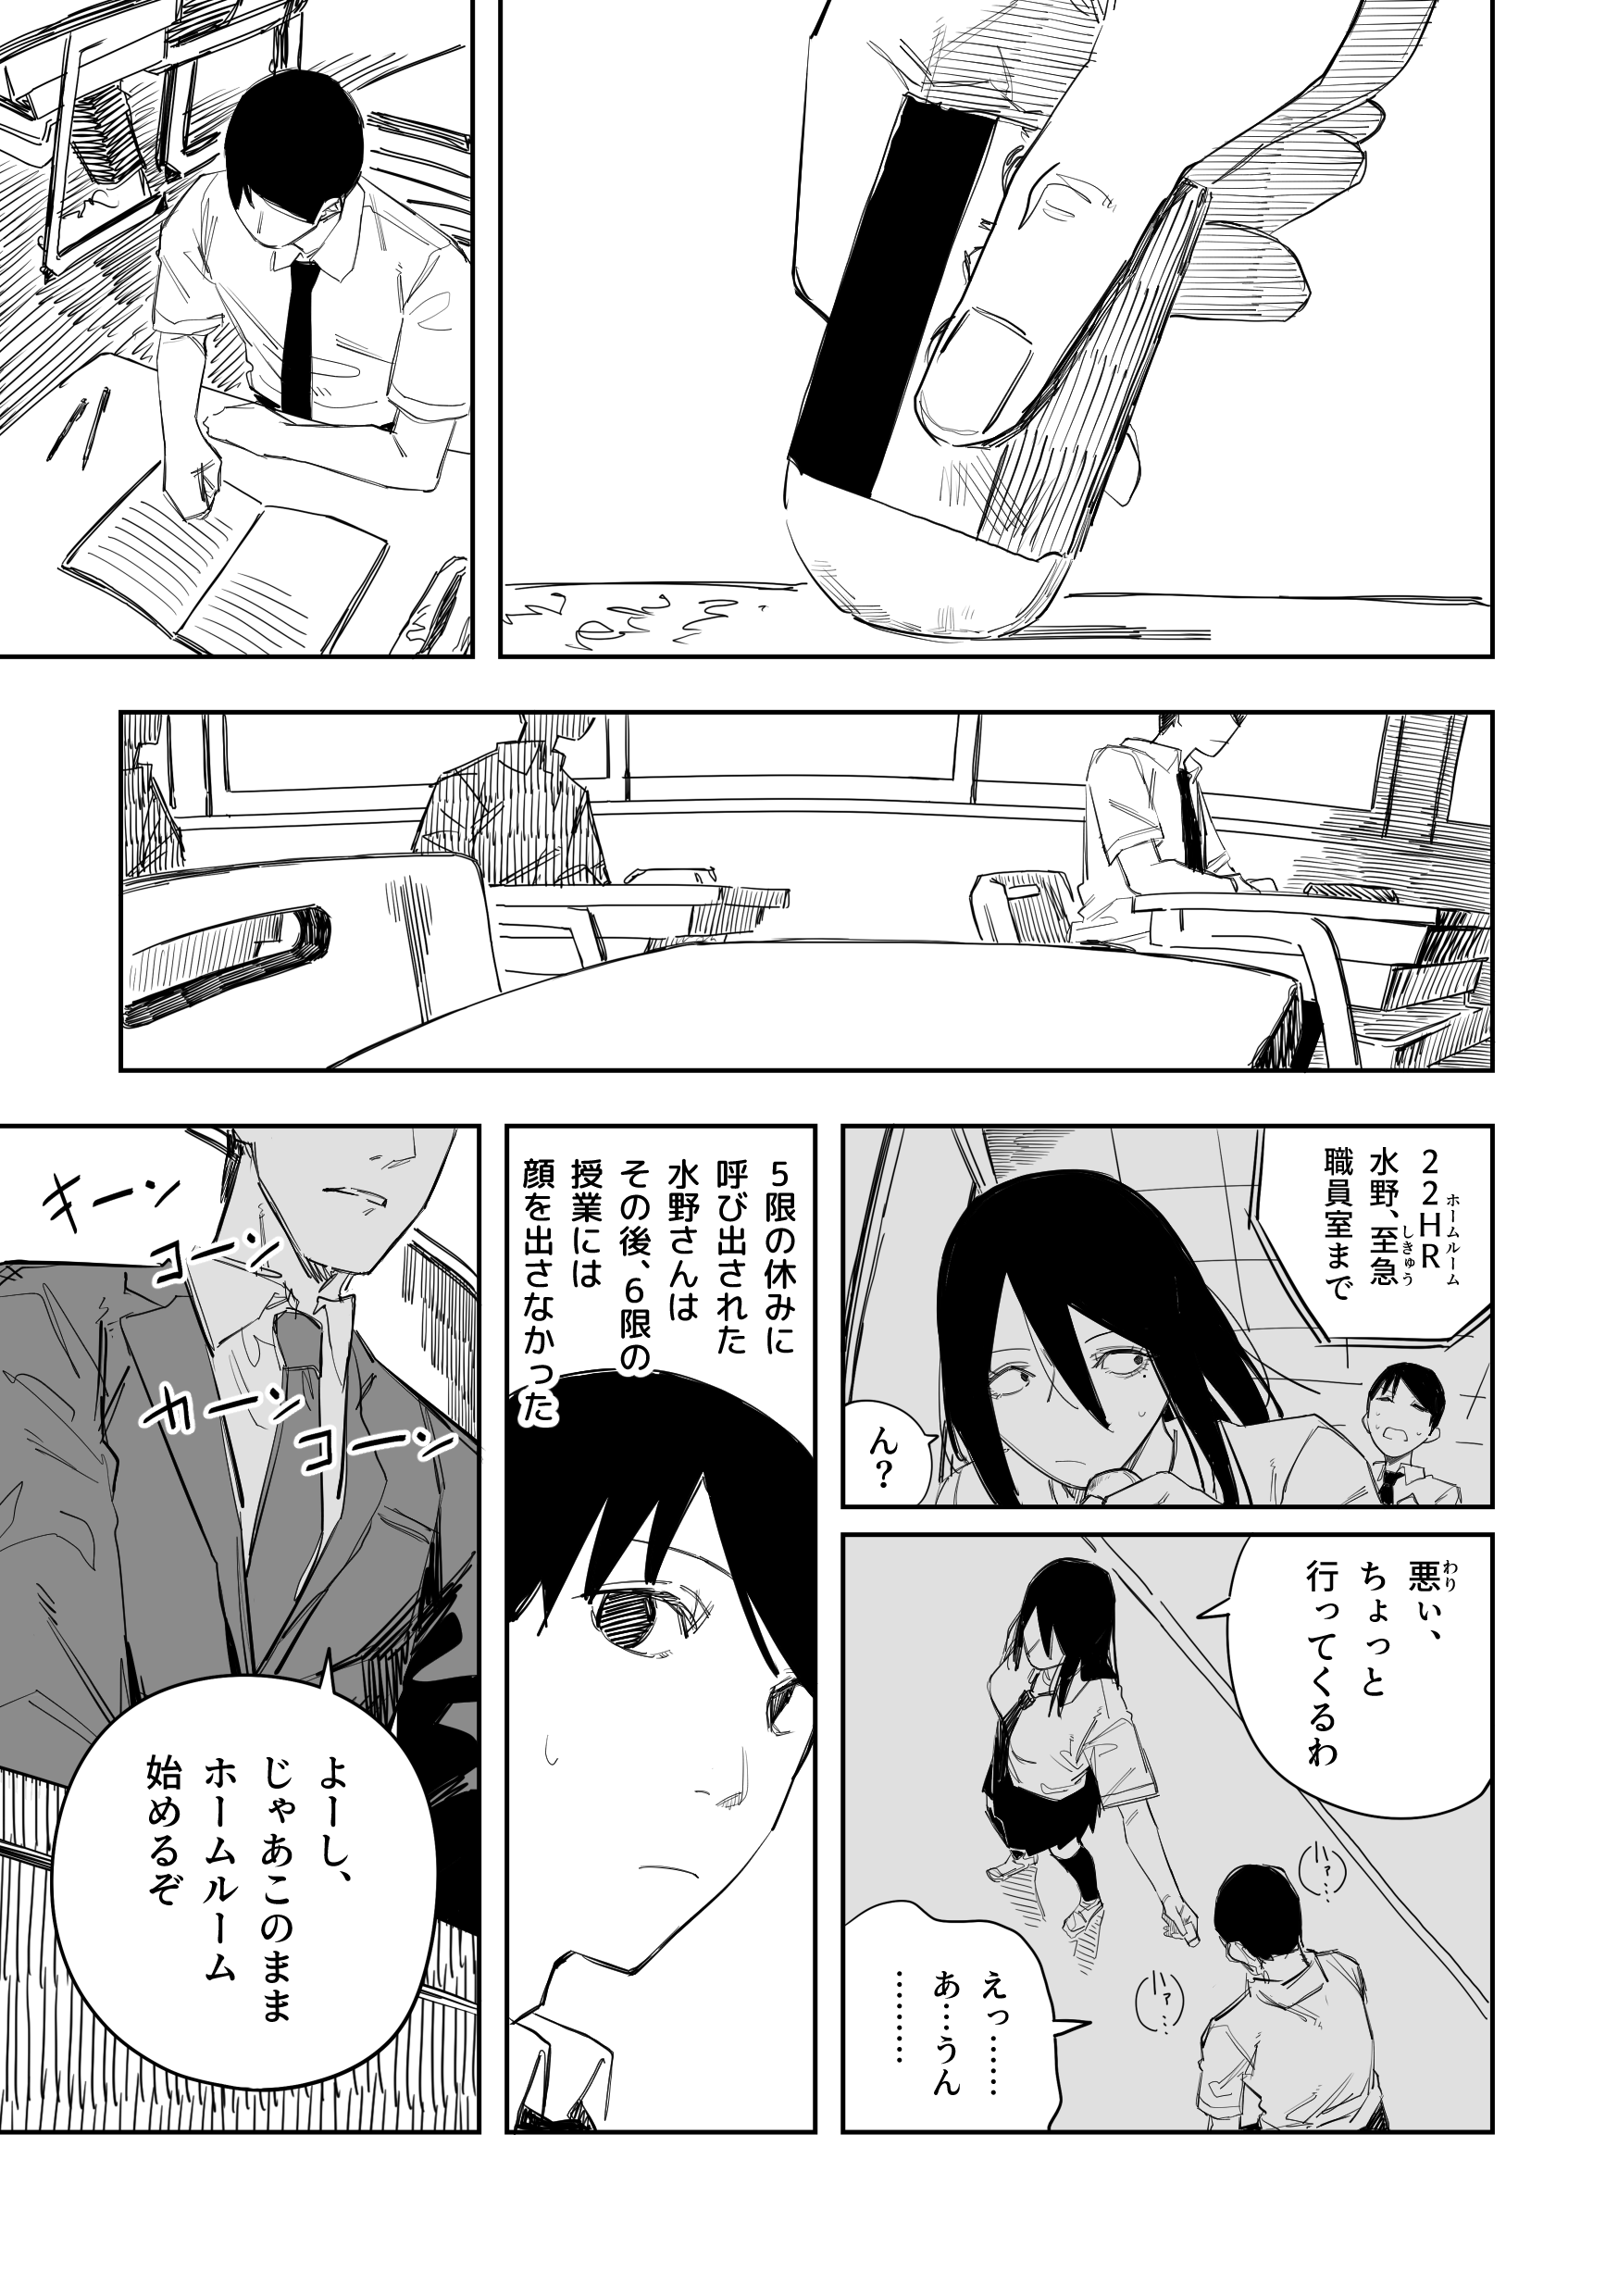 22HR
ホームルーム
水野、至急
しきゅう
職員室まで
ん?
悪い、
わり
ちょっと
行ってくるわ
ハァ…
ハァ…
えっ……
あ…うん
………
5限の休みに
呼び出された
水野さんは
その後、6限の
授業には
顔を出さなかった
キーン
コーン
カーン
コーン
よーし、
じゃあこのまま
ホームルーム
始めるぞ